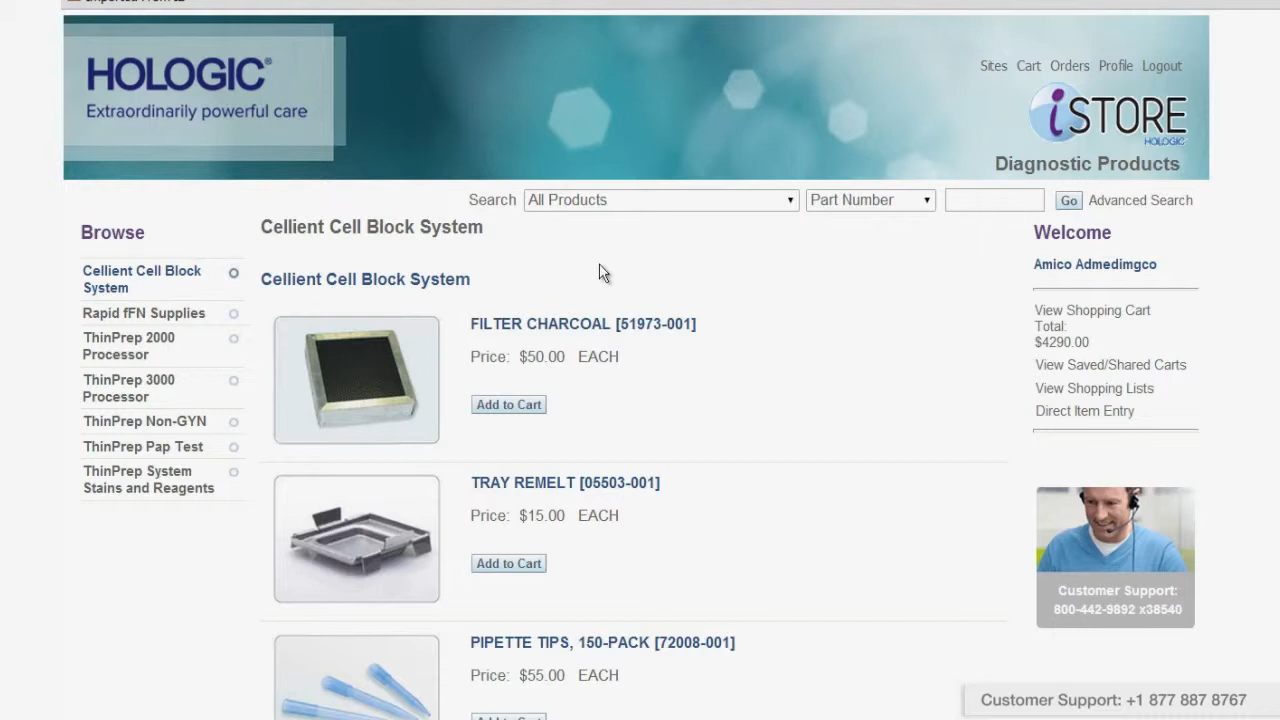 HOLOGIC®
Extraordinarily powerful care
Sites Cart Orders Profile Logout
iSTORE
HOLOGIC
Diagnostic Products
Search All Products Part Number Go Advanced Search
Browse
Cellient Cell Block
System
Rapid fFN Supplies
ThinPrep 2000
Processor
ThinPrep 3000
Processor
ThinPrep Non-GYN
ThinPrep Pap Test
ThinPrep System
Stains and Reagents
Cellient Cell Block System
Cellient Cell Block System
FILTER CHARCOAL [51973-001]
Price: $50.00 EACH
Add to Cart
TRAY REMELT [05503-001]
Price: $15.00 EACH
Add to Cart
PIPETTE TIPS, 150-PACK [72008-001]
Price: $55.00 EACH
Welcome
Amico Admedimgco
View Shopping Cart
Total:
$4290.00
View Saved/Shared Carts
View Shopping Lists
Direct Item Entry
Customer Support:
800-442-9892 x38540
Customer Support: +1 877 887 8767